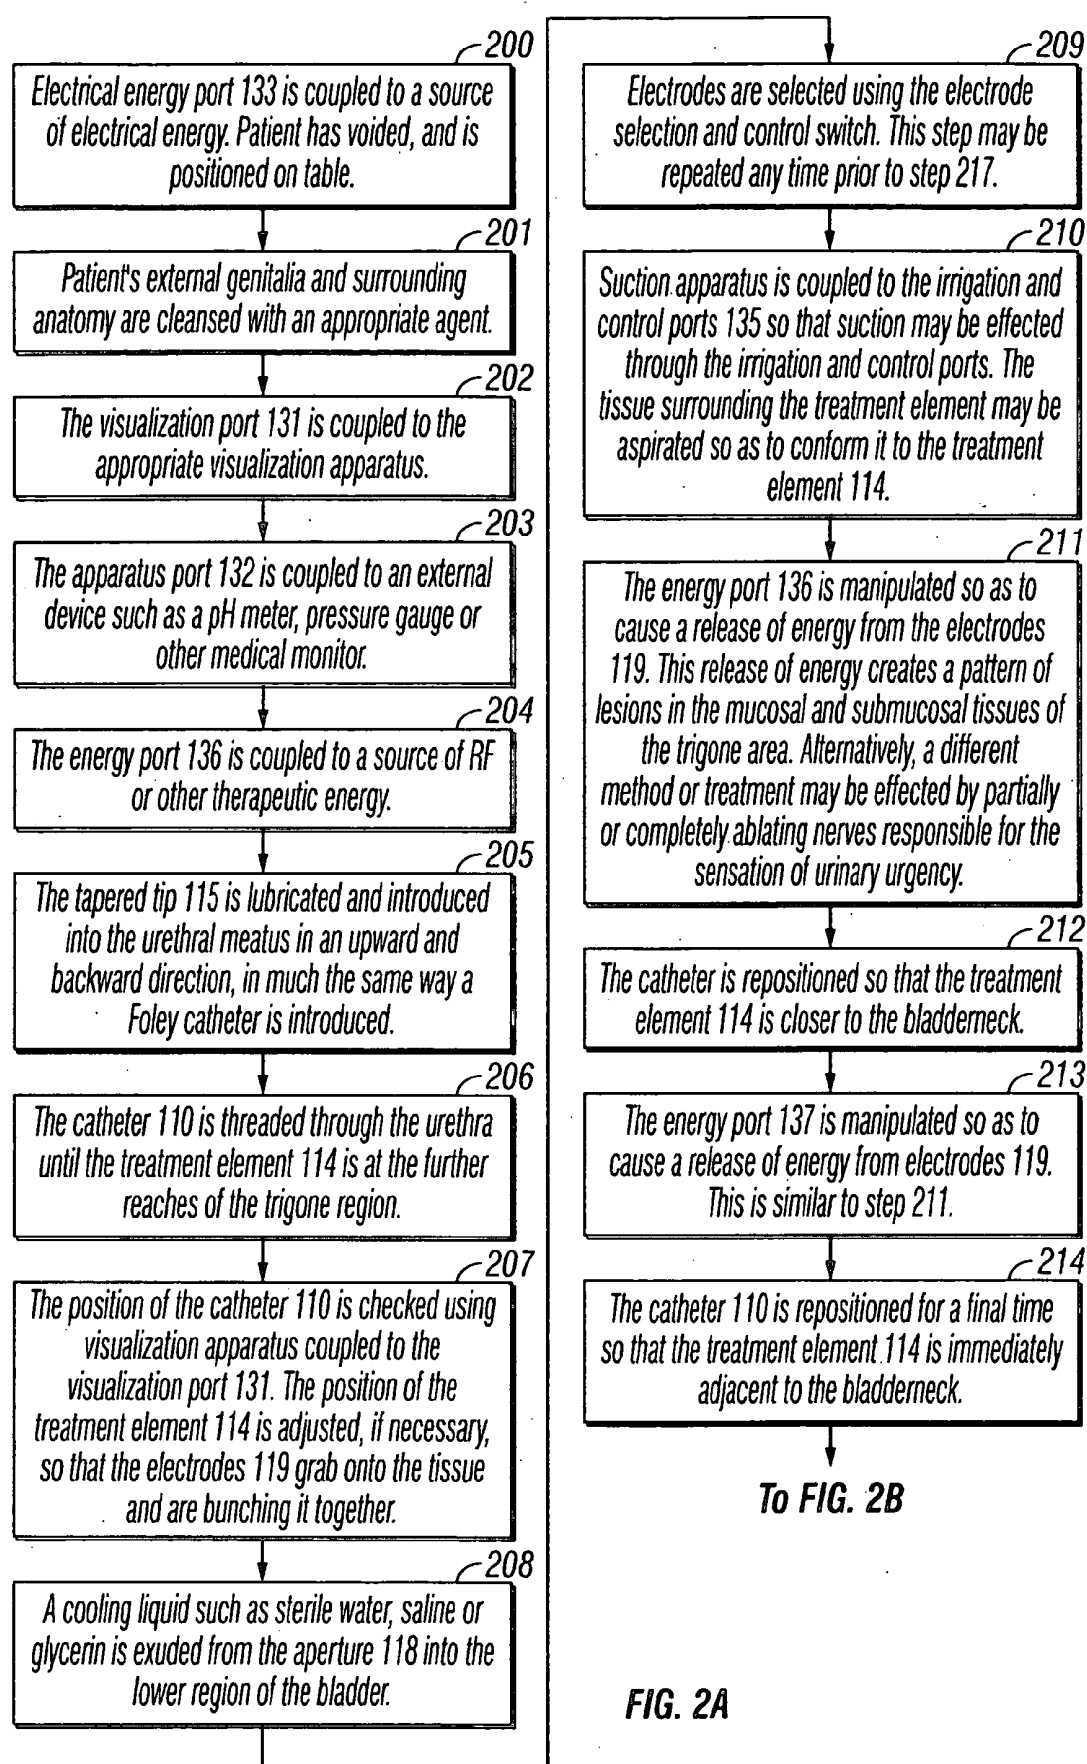 200
Electrical energy port 133 is coupled to a source
of electrical energy. Patient has voided, and is
positioned on table.
201
Patient's external genitalia and surrounding
anatomy are cleansed with an appropriate agent.
202
The visualization port 131 is coupled to the
appropriate visualization apparatus.
203
The apparatus port 132 is coupled to an external
device such as a pH meter, pressure gauge or
other medical monitor.
204
The energy port 136 is coupled to a source of RF
or other therapeutic energy.
205
The tapered tip 115 is lubricated and introduced
into the urethral meatus in an upward and
backward direction, in much the same way a
Foley catheter is introduced.
206
The catheter 110 is threaded through the urethra
until the treatment element 114 is at the further
reaches of the trigone region.
207
The position of the catheter 110 is checked using
visualization apparatus coupled to the
visualization port 131. The position of the
treatment element 114 is adjusted, if necessary,
so that the electrodes 119 grab onto the tissue
and are bunching it together.
208
A cooling liquid such as sterile water, saline or
glycerin is exuded from the aperture 118 into the
lower region of the bladder.
209
Electrodes are selected using the electrode
selection and control switch. This step may be
repeated any time prior to step 217.
210
Suction apparatus is coupled to the irrigation and
control ports 135 so that suction may be effected
through the irrigation and control ports. The
tissue surrounding the treatment element may be
aspirated so as to conform it to the treatment
element 114.
211
The energy port 136 is manipulated so as to
cause a release of energy from the electrodes
119. This release of energy creates a pattern of
lesions in the mucosal and submucosal tissues of
the trigone area. Alternatively, a different
method or treatment may be effected by partially
or completely ablating nerves responsible for the
sensation of urinary urgency.
212
The catheter is repositioned so that the treatment
element 114 is closer to the bladderneck.
213
The energy port 137 is manipulated so as to
cause a release of energy from electrodes 119.
This is similar to step 211.
214
The catheter 110 is repositioned for a final time
so that the treatment element 114 is immediately
adjacent to the bladderneck.
To FIG. 2B
FIG. 2A